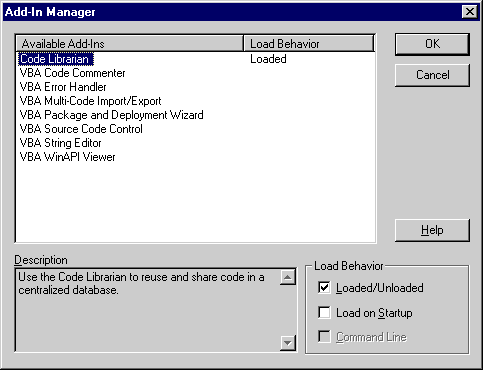 Add-In Manager
Available Add-Ins Load Behavior
Code Librarian Loaded
VBA Code Commenter
VBA Error Handler
VBA Multi-Code Import/Export
VBA Package and Deployment Wizard
VBA Source Code Control
VBA String Editor
VBA WinAPI Viewer
OK
Cancel
Help
Description
Use the Code Librarian to reuse and share code in a
centralized database.
Load Behavior
Loaded/Unloaded
Load on Startup
Command Line